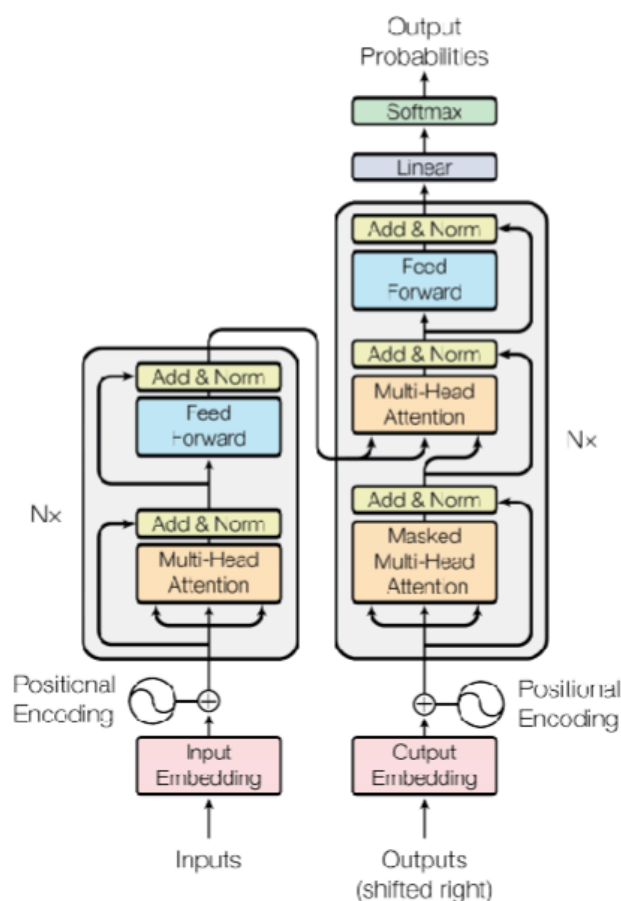 Output
Probabilities
Softmax
Linear
Add & Norm
Feed
Forward
Add & Norm
Multi-Head
Attention
Add & Norm
Masked
Multi-Head
Attention
Nx
Add & Norm
Feed
Forward
Add & Norm
Multi-Head
Attention
Nx
Positional
Encoding
Positional
Encoding
Input
Embedding
Output
Embedding
Inputs
Outputs
(shifted right)